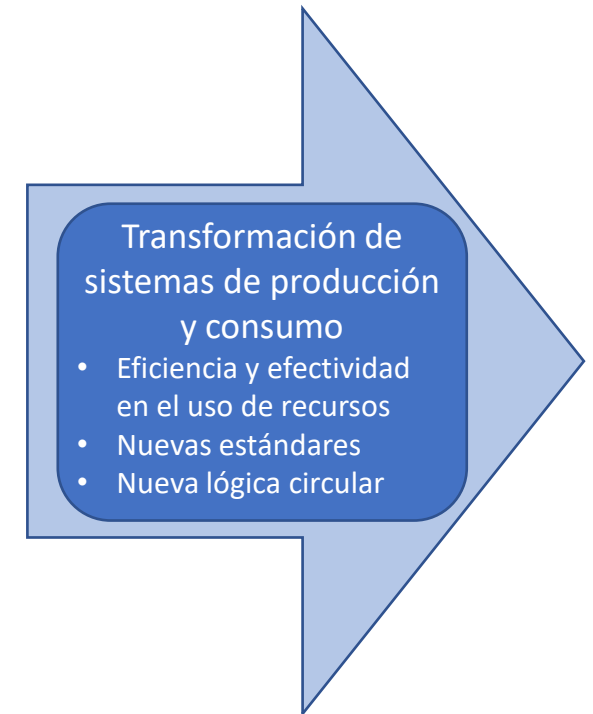 Transformación de
sistemas de producción
y consumo
• Eficiencia y efectividad
en el uso de recursos
• Nuevas estándares
• Nueva lógica circular